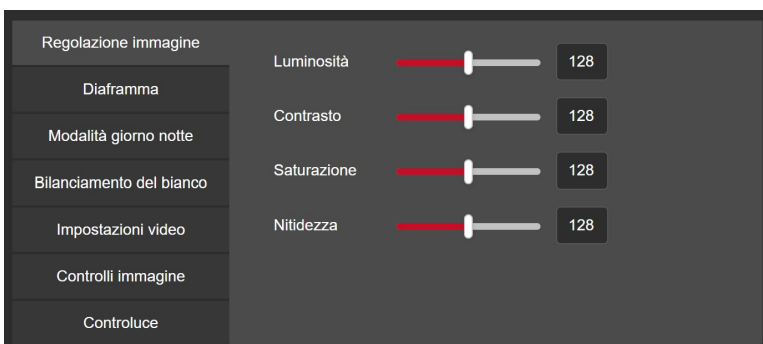 Regolazione immagine
Diaframma
Modalità giorno notte
Bilanciamento del bianco
Impostazioni video
Controlli immagine
Controluce
Luminosità 128
Contrasto 128
Saturazione 128
Nitidezza 128